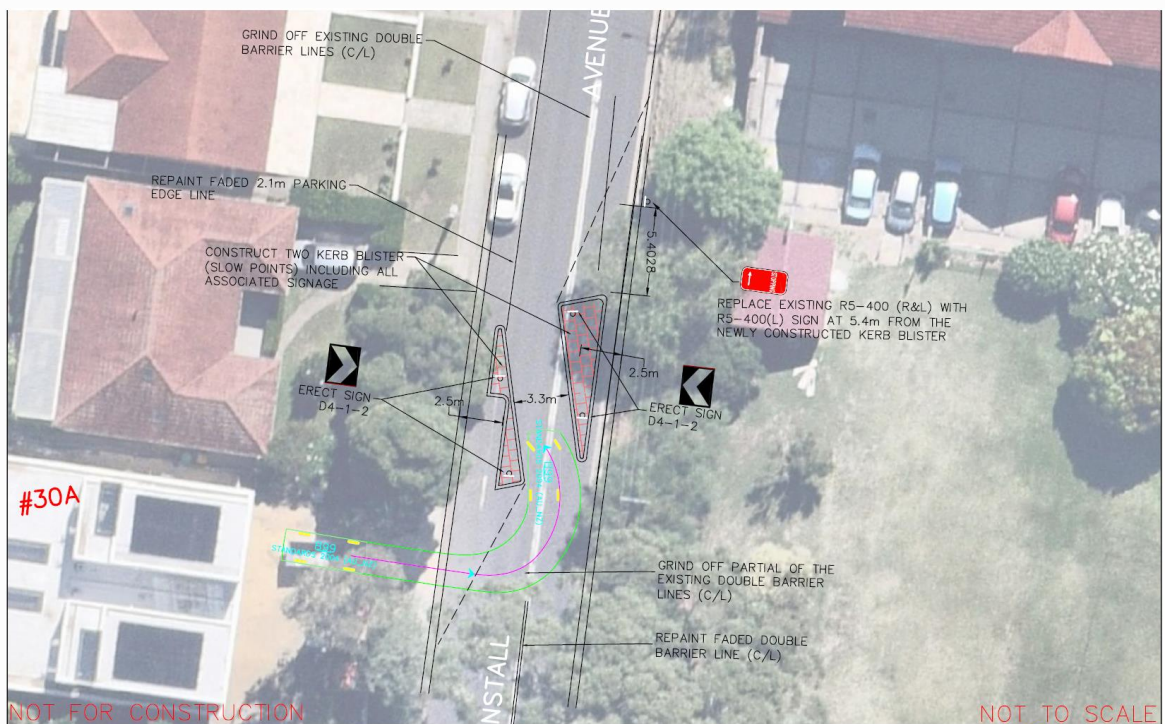 GRIND OFF EXISTING DOUBLE
BARRIER LINES (C/L)
AVENUE
REPAINT FADED 2.1m PARKING
EDGE LINE
CONSTRUCT TWO KERB BLISTER
(SLOW POINTS) INCLUDING ALL
ASSOCIATED SIGNAGE
5.4028
REPLACE EXISTING R5-400 (R&L) WITH
R5-400(L) SIGN AT 5.4m FROM THE
NEWLY CONSTRUCTED KERB BLISTER
ERECT SIGN
D4-1-2
2.5m
3.3m
2.5m
ERECT SIGN
D4-1-2
#30A
B99
GRIND OFF PARTIAL OF THE
EXISTING DOUBLE BARRIER
LINES (C/L)
REPAINT FADED DOUBLE
BARRIER LINE (C/L)
NSTALL
NOT FOR CONSTRUCTION
NOT TO SCALE